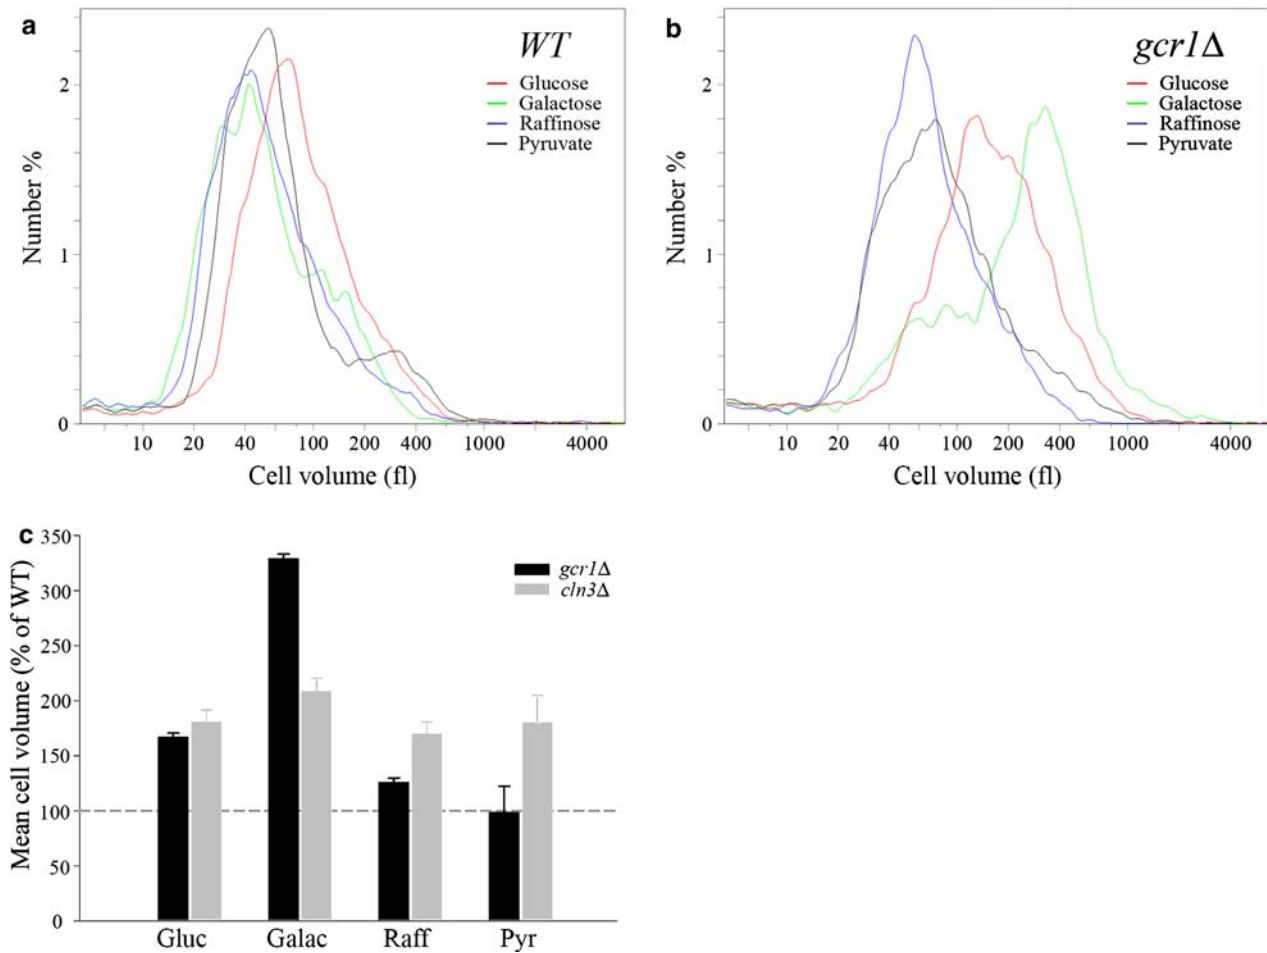 a
WT
Glucose
Galactose
Raffinose
Pyruvate
Number %
2
1
0
10 20 40 100 200 400 1000 4000
Cell volume (fl)
b
gcr1Δ
Glucose
Galactose
Raffinose
Pyruvate
Number %
2
1
0
10 20 40 100 200 400 1000 4000
Cell volume (fl)
c
gcr1Δ
cln3Δ
Mean cell volume (% of WT)
350
300
250
200
150
100
50
0
Gluc Galac Raff Pyr